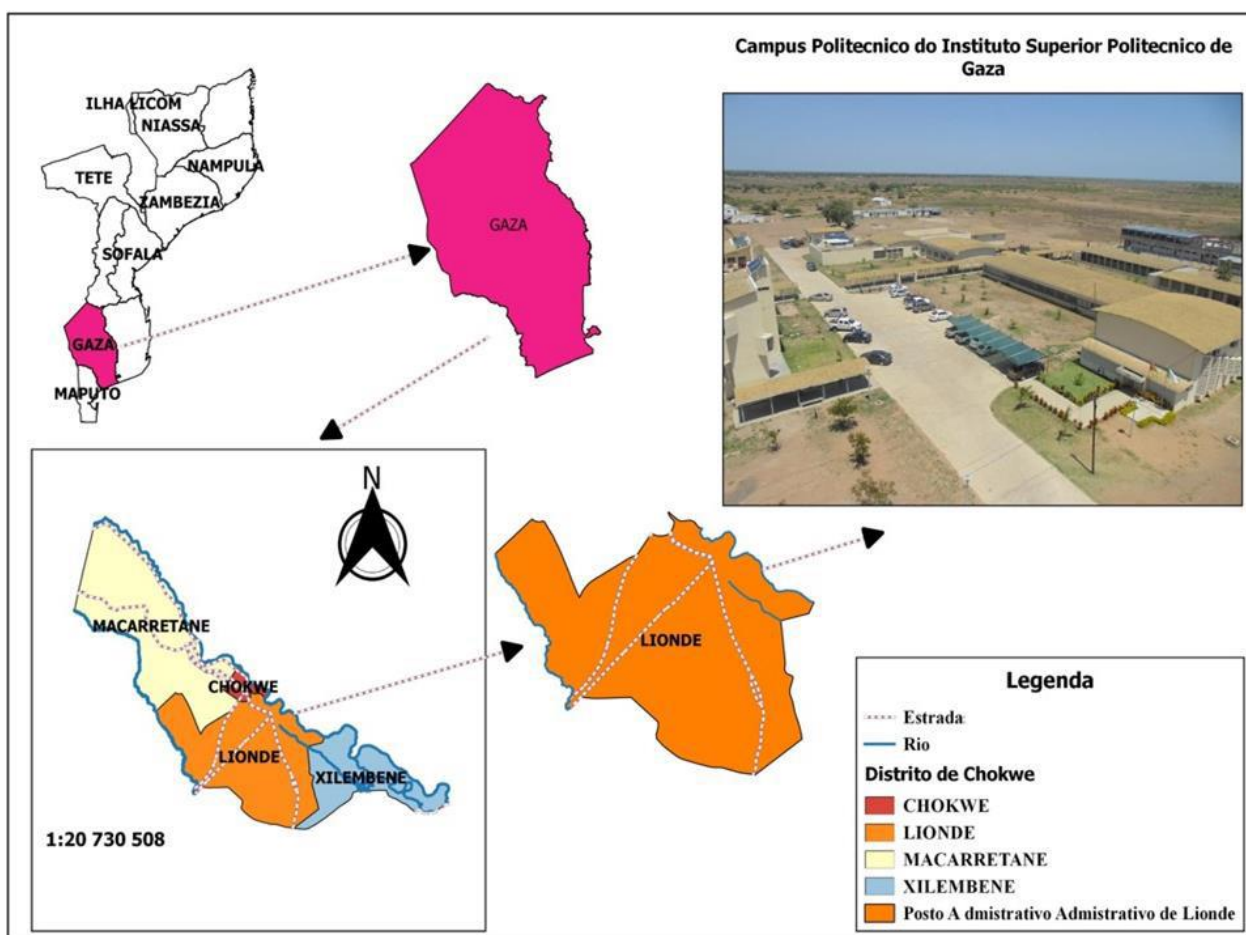 Campus Politecnico do Instituto Superior Politecnico de
Gaza
ILHA LICOM
NIASSA
NAMPULA
TETE
ZAMBEZIA
SOFALA
GAZA
MAPUTO
GAZA
N
MACARRETANE
CHOKWE
LIONDE
XILEMBENE
1:20 730 508
LIONDE
Legenda
Estrada
Rio
Distrito de Chokwe
CHOKWE
LIONDE
MACARRETANE
XILEMBENE
Posto A dmistrativo Admistrativo de Lionde